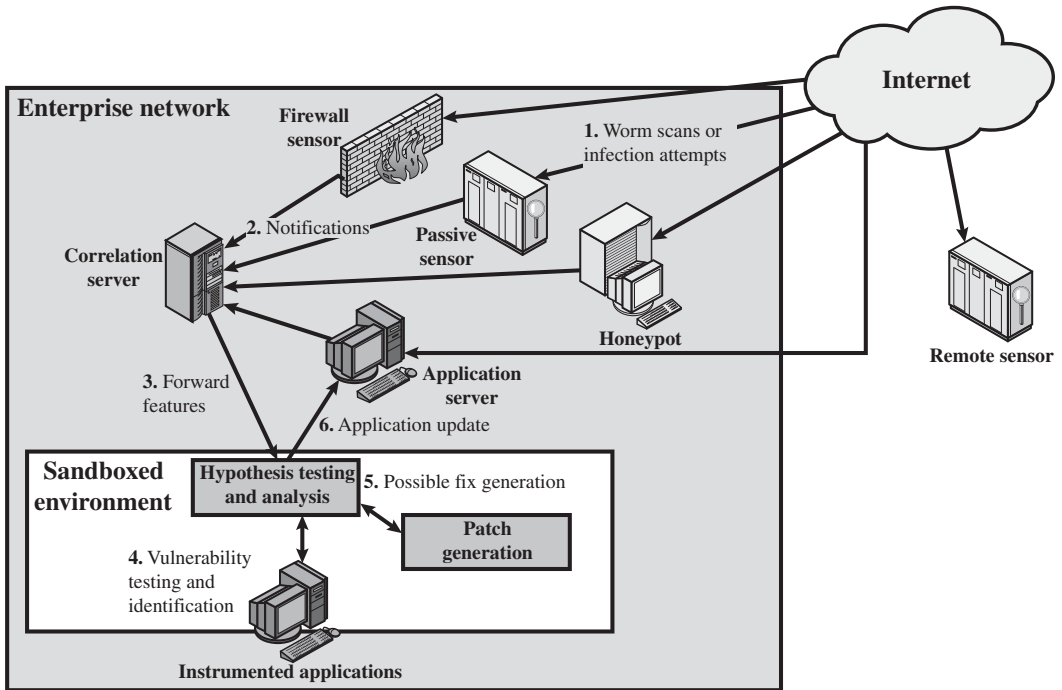 Internet
Enterprise network
Firewall
sensor
1. Worm scans or
infection attempts
2. Notifications
Passive
sensor
Correlation
server
Honeypot
Remote sensor
Application
server
3. Forward
features
6. Application update
Sandboxed
environment
Hypothesis testing
and analysis
5. Possible fix generation
Patch
generation
4. Vulnerability
testing and
identification
Instrumented applications